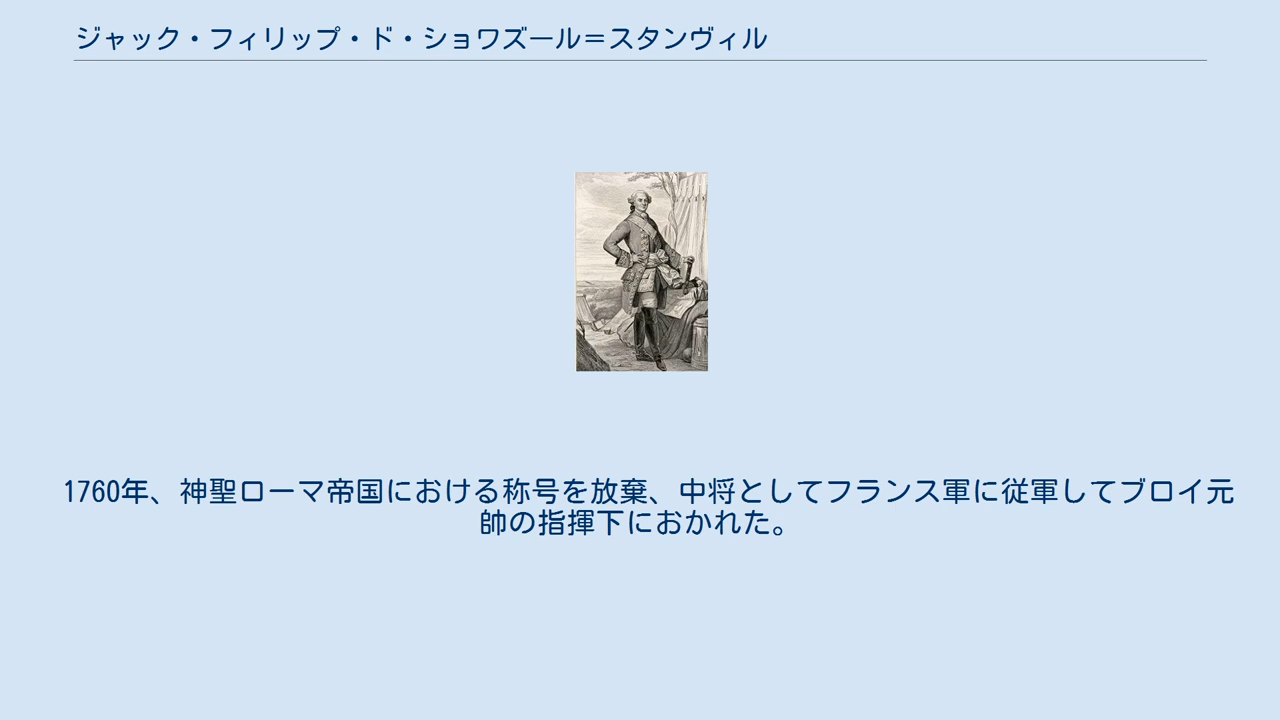 ジャック・フィリップ・ド・ショワズール＝スタンヴィル
1760年、神聖ローマ帝国における称号を放棄、中将としてフランス軍に従軍してブロイ元
帥の指揮下におかれた。